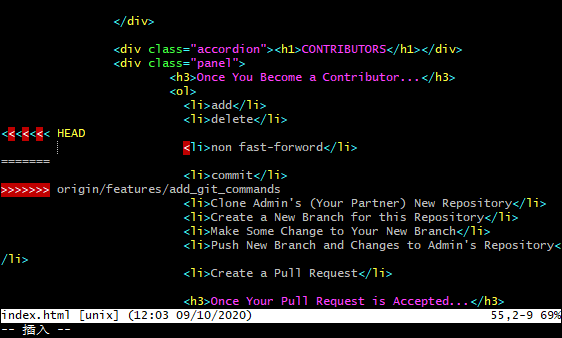 </div>
<div class="accordion"><h1>CONTRIBUTORS</h1></div>
<div class="panel">
<h3>Once You Become a Contributor...</h3>
<ol>
<li>add</li>
<li>delete</li>
<<<<<<< HEAD
<li>non fast-forword</li>
=======
<li>commit</li>
>>>>>>> origin/features/add_git_commands
<li>Clone Admin's (Your Partner) New Repository</li>
<li>Create a New Branch for this Repository</li>
<li>Make Some Change to Your New Branch</li>
<li>Push New Branch and Changes to Admin's Repository<
/li>
<li>Create a Pull Request</li>
<h3>Once Your Pull Request is Accepted...</h3>
index.html [unix] (12:03 09/10/2020) 55,2-9 69%
-- 插入 --